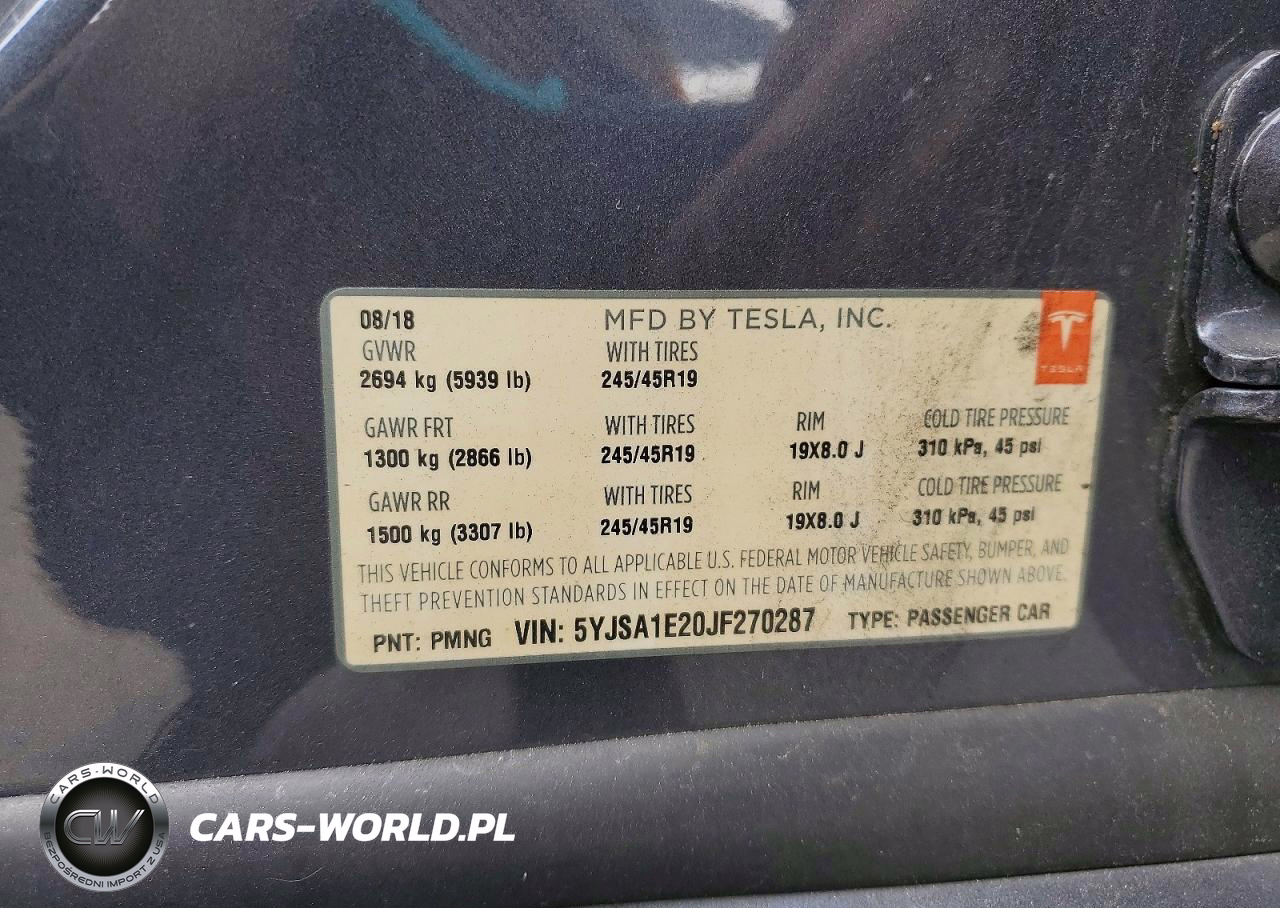 08/18 MFD BY TESLA, INC.
GVWR WITH TIRES
2694 kg (5939 lb) 245/45R19
TESLA
GAWR FRT WITH TIRES RIM COLD TIRE PRESSURE
1300 kg (2866 lb) 245/45R19 19X8.0 J 310 kPa, 45 psi
GAWR RR WITH TIRES RIM COLD TIRE PRESSURE
1500 kg (3307 lb) 245/45R19 19X8.0 J 310 kPa, 45 psi
THIS VEHICLE CONFORMS TO ALL APPLICABLE U.S. FEDERAL MOTOR VEHICLE SAFETY, BUMPER, AND
THEFT PREVENTION STANDARDS IN EFFECT ON THE DATE OF MANUFACTURE SHOWN ABOVE.
PNT: PMNG VIN: 5YJSA1E20JF270287 TYPE: PASSENGER CAR
CARS-WORLD
CW
BEZPOŚREDNI IMPORT Z USA
CARS-WORLD.PL